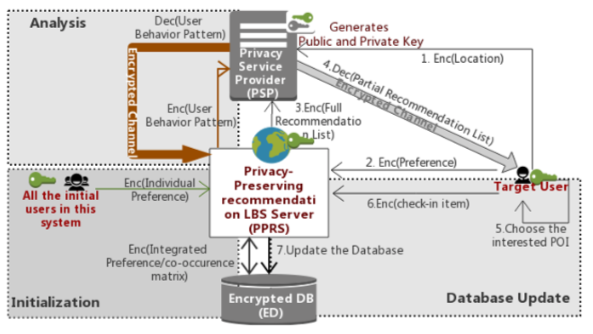 Analysis
Dec(User
Behavior Pattern)
Encrypted Channel
Enc(User
Behavior Pattern)
Privacy
Service
Provider
(PSP)
Generates
Public and Private Key
1. Enc(Location)
4.Dec(Partial Recommendation List)
Encrypted Channel
3.Enc(Full
Recommendatio
n List)
2. Enc(Preference)
Target User
6.Enc(check-in item)
5.Choose the
interested POI
All the initial
users in this
system
Enc(Individual
Preference)
Privacy-
Preserving
recommendati
on LBS Server
(PPRS)
Enc(Integrated
Preference/co-occurence
matrix)
7.Update the Database
Encrypted DB
(ED)
Initialization
Database Update